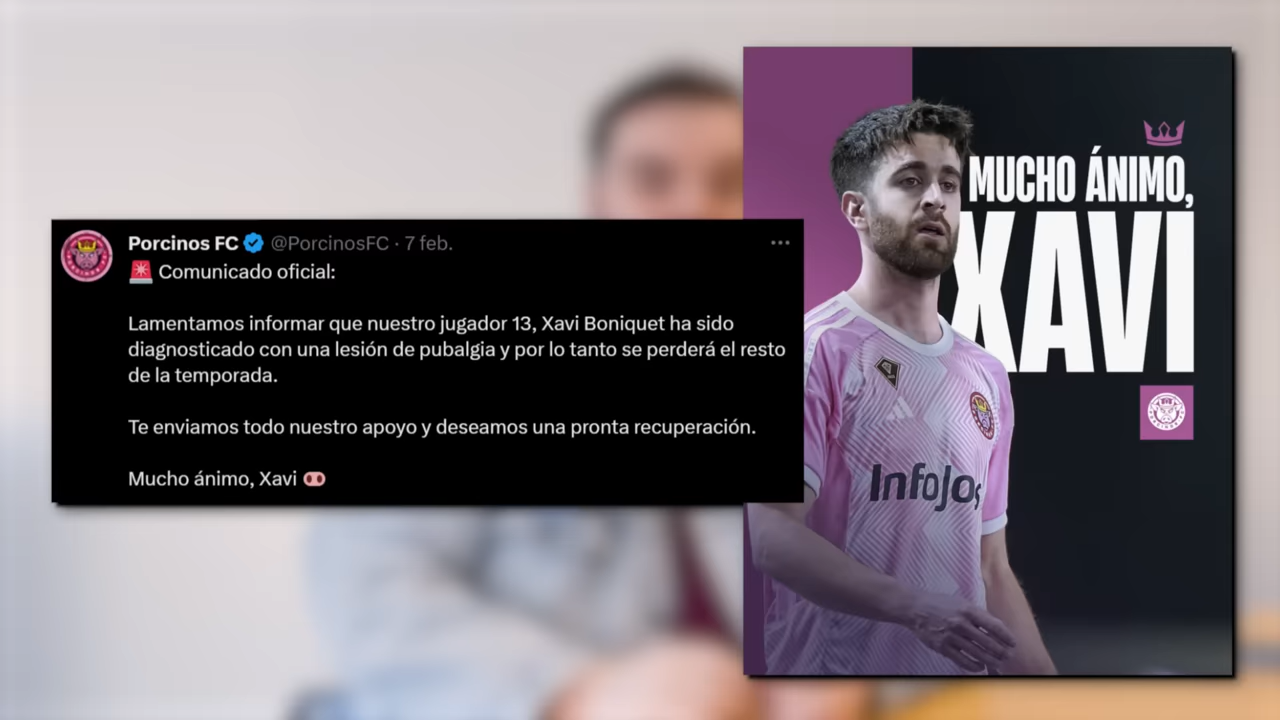 Porcinos FC @PorcinosFC · 7 feb.
🚨 Comunicado oficial:
Lamentamos informar que nuestro jugador 13, Xavi Boniquet ha sido
diagnosticado con una lesión de pubalgia y por lo tanto se perderá el resto
de la temporada.
Te enviamos todo nuestro apoyo y deseamos una pronta recuperación.
Mucho ánimo, Xavi
MUCHO ÁNIMO,
XAVI
InfoJos